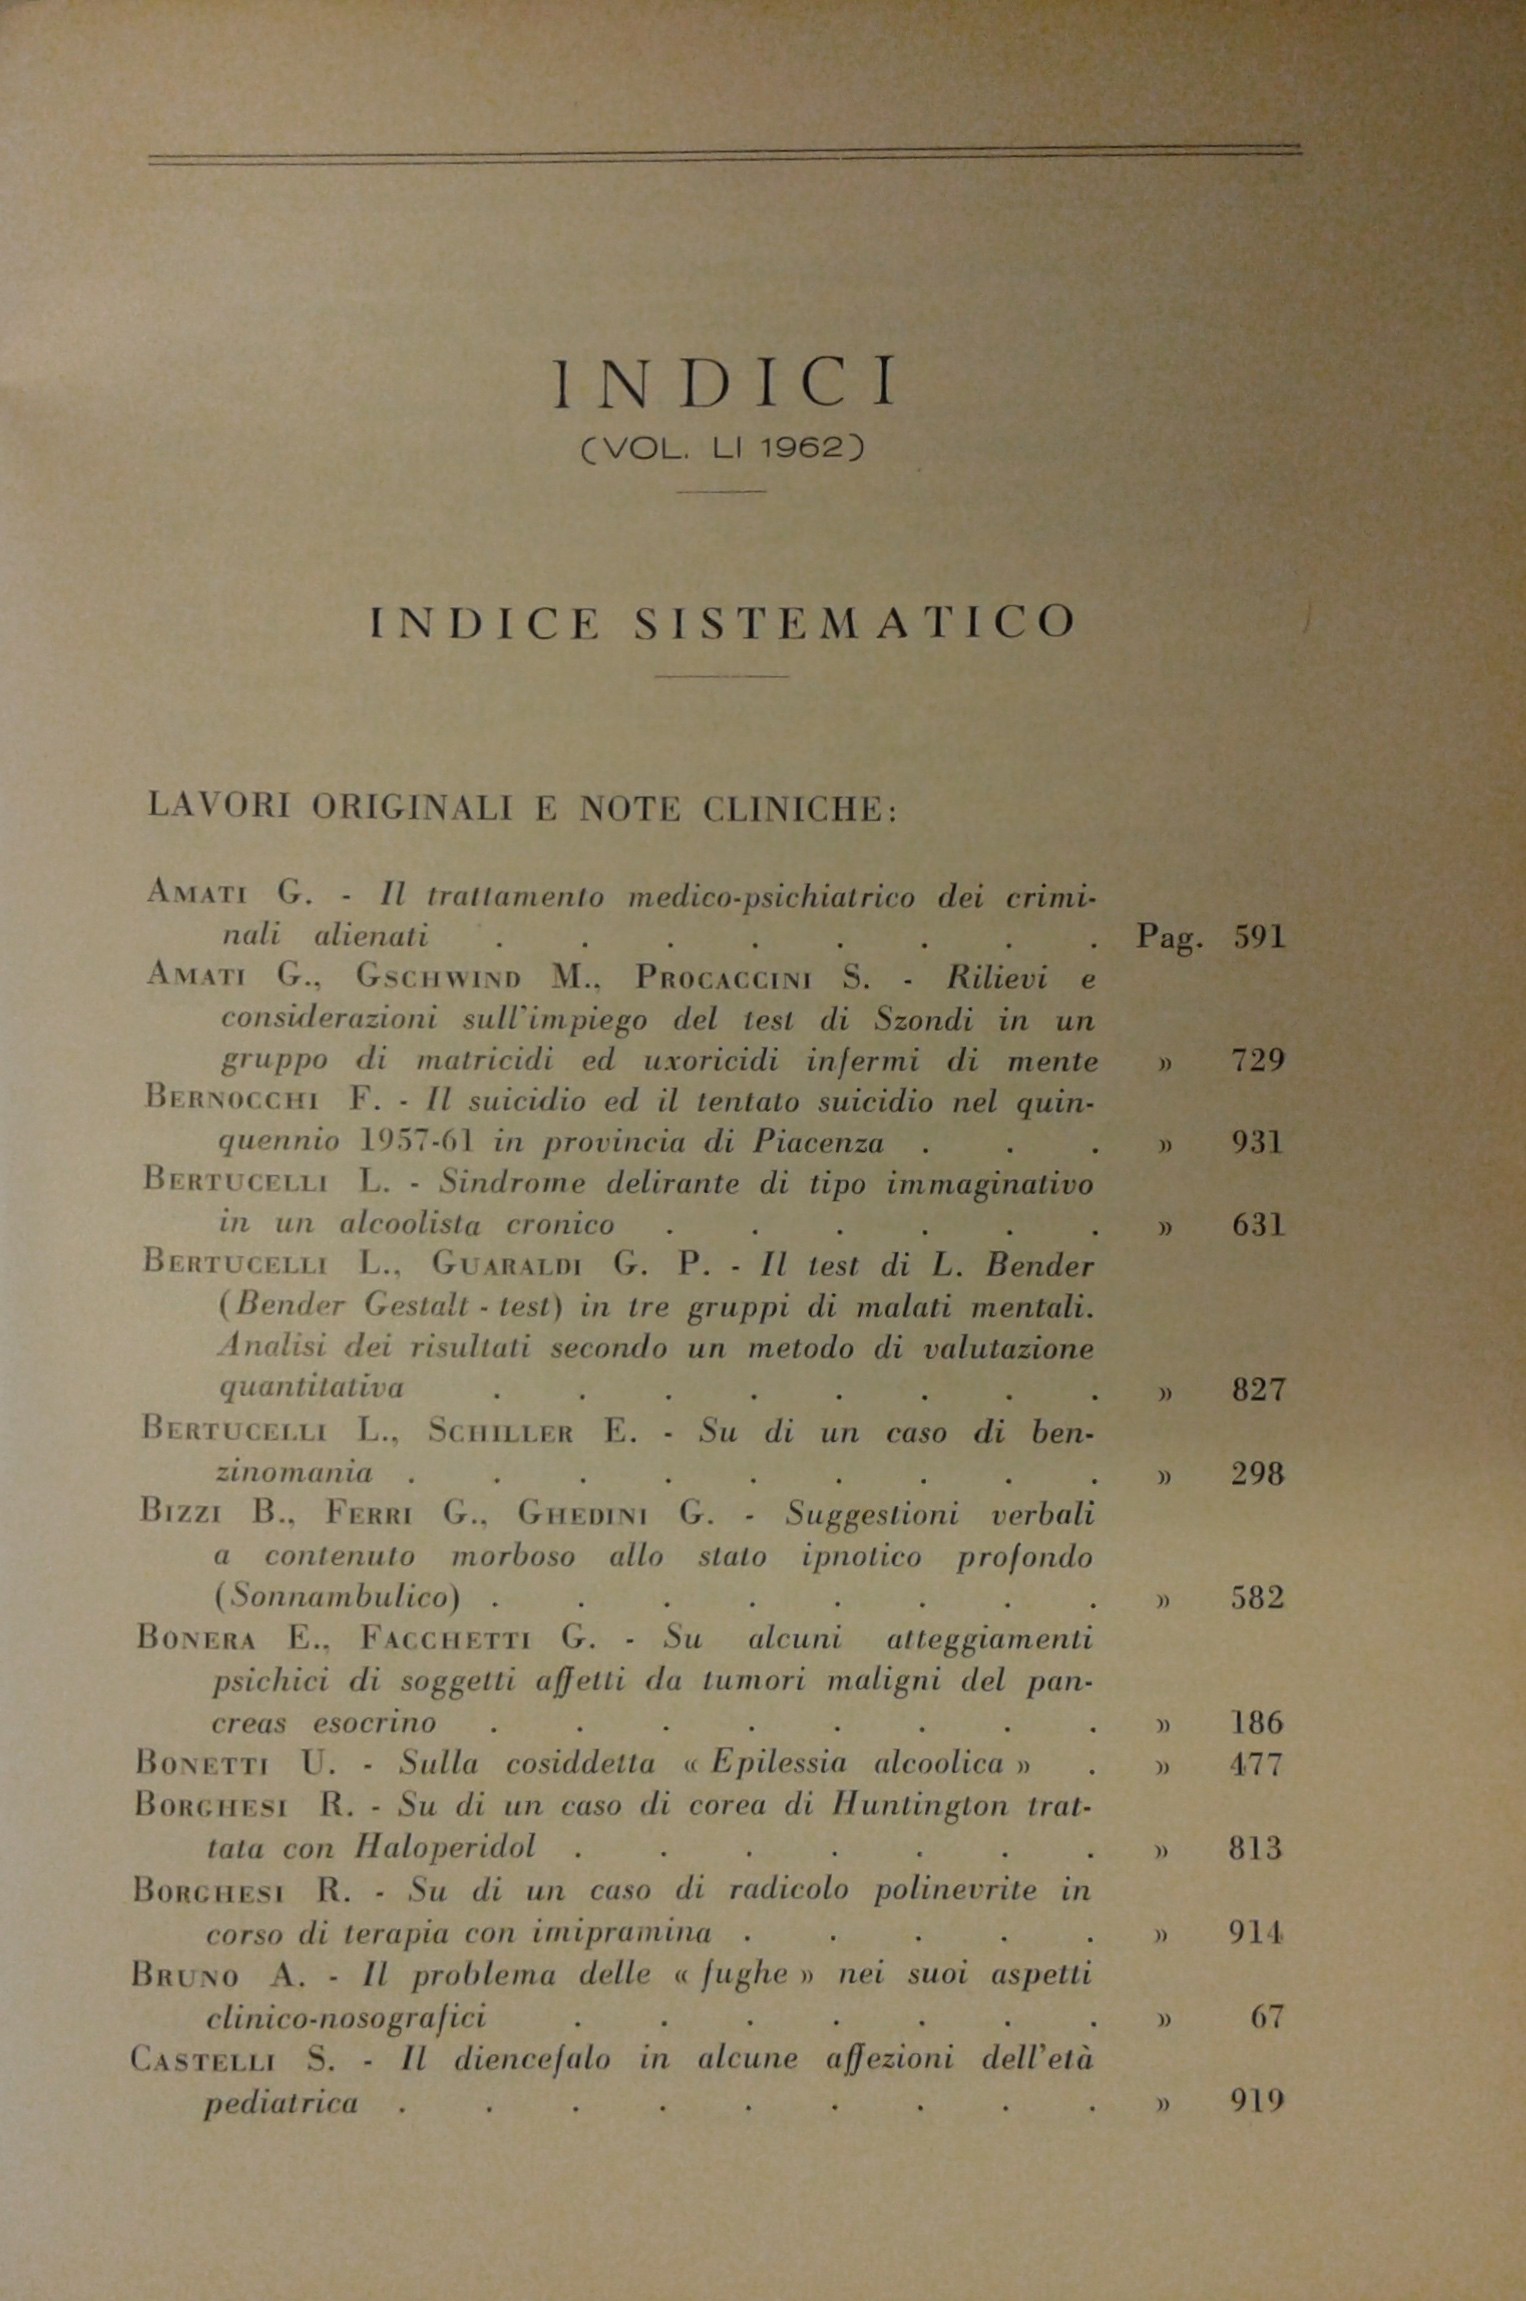 INDICI
(VOL. LI 1962)
INDICE SISTEMATICO
LAVORI ORIGINALI E NOTE CLINICHE:
AMATI G. - Il trattamento medico-psichiatrico dei crimi-
nali alienati . . . . . . . . Pag. 591
AMATI G., GSCHWIND M., PROCACCINI S. - Rilievi e
considerazioni sull'impiego del test di Szondi in un
gruppo di matricidi ed uxoricidi infermi di mente » 729
BERNOCCHI F. - Il suicidio ed il tentato suicidio nel quin-
quennio 1957-61 in provincia di Piacenza . . . » 931
BERTUCELLI L. - Sindrome delirante di tipo immaginativo
in un alcoolista cronico . . . . . . » 631
BERTUCELLI L., GUARALDI G. P. - Il test di L. Bender
(Bender Gestalt - test) in tre gruppi di malati mentali.
Analisi dei risultati secondo un metodo di valutazione
quantitativa . . . . . . . . » 827
BERTUCELLI L., SCHILLER E. - Su di un caso di ben-
zinomania . . . . . . . . . » 298
BIZZI B., FERRI G., GHEDINI G. - Suggestioni verbali
a contenuto morboso allo stato ipnotico profondo
(Sonnambulico) . . . . . . . . » 582
BONERA E., FACCHETTI G. - Su alcuni atteggiamenti
psichici di soggetti affetti da tumori maligni del pan-
creas esocrino . . . . . . . . » 186
BONETTI U. - Sulla cosiddetta « Epilessia alcoolica » . » 477
BORGHESI R. - Su di un caso di corea di Huntington trat-
tata con Haloperidol . . . . . . . » 813
BORGHESI R. - Su di un caso di radicolo polinevrite in
corso di terapia con imipramina . . . . . » 914
BRUNO A. - Il problema delle « fughe » nei suoi aspetti
clinico-nosografici . . . . . . . » 67
CASTELLI S. - Il diencefalo in alcune affezioni dell'età
pediatrica . . . . . . . . . » 919